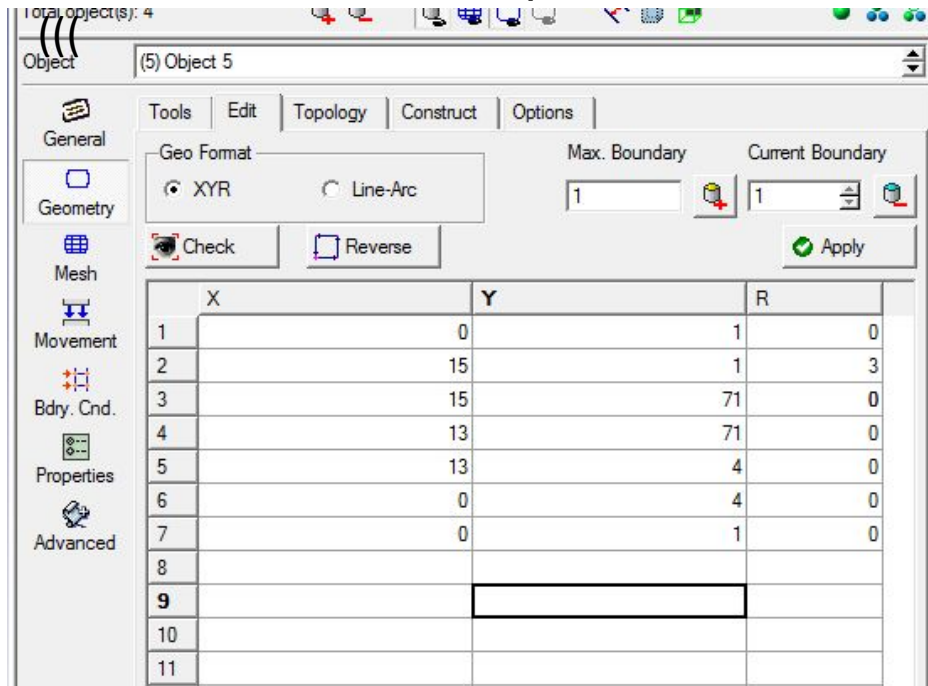 Total object(s): 4
(((
Object (5) Object 5
General
Geometry
Mesh
Movement
Bdry. Cnd.
Properties
Advanced
Tools Edit Topology Construct Options
Geo Format Max. Boundary Current Boundary
XYR Line-Arc 1 1
Check Reverse Apply
X Y R
1 0 1 0
2 15 1 3
3 15 71 0
4 13 71 0
5 13 4 0
6 0 4 0
7 0 1 0
8
9
10
11